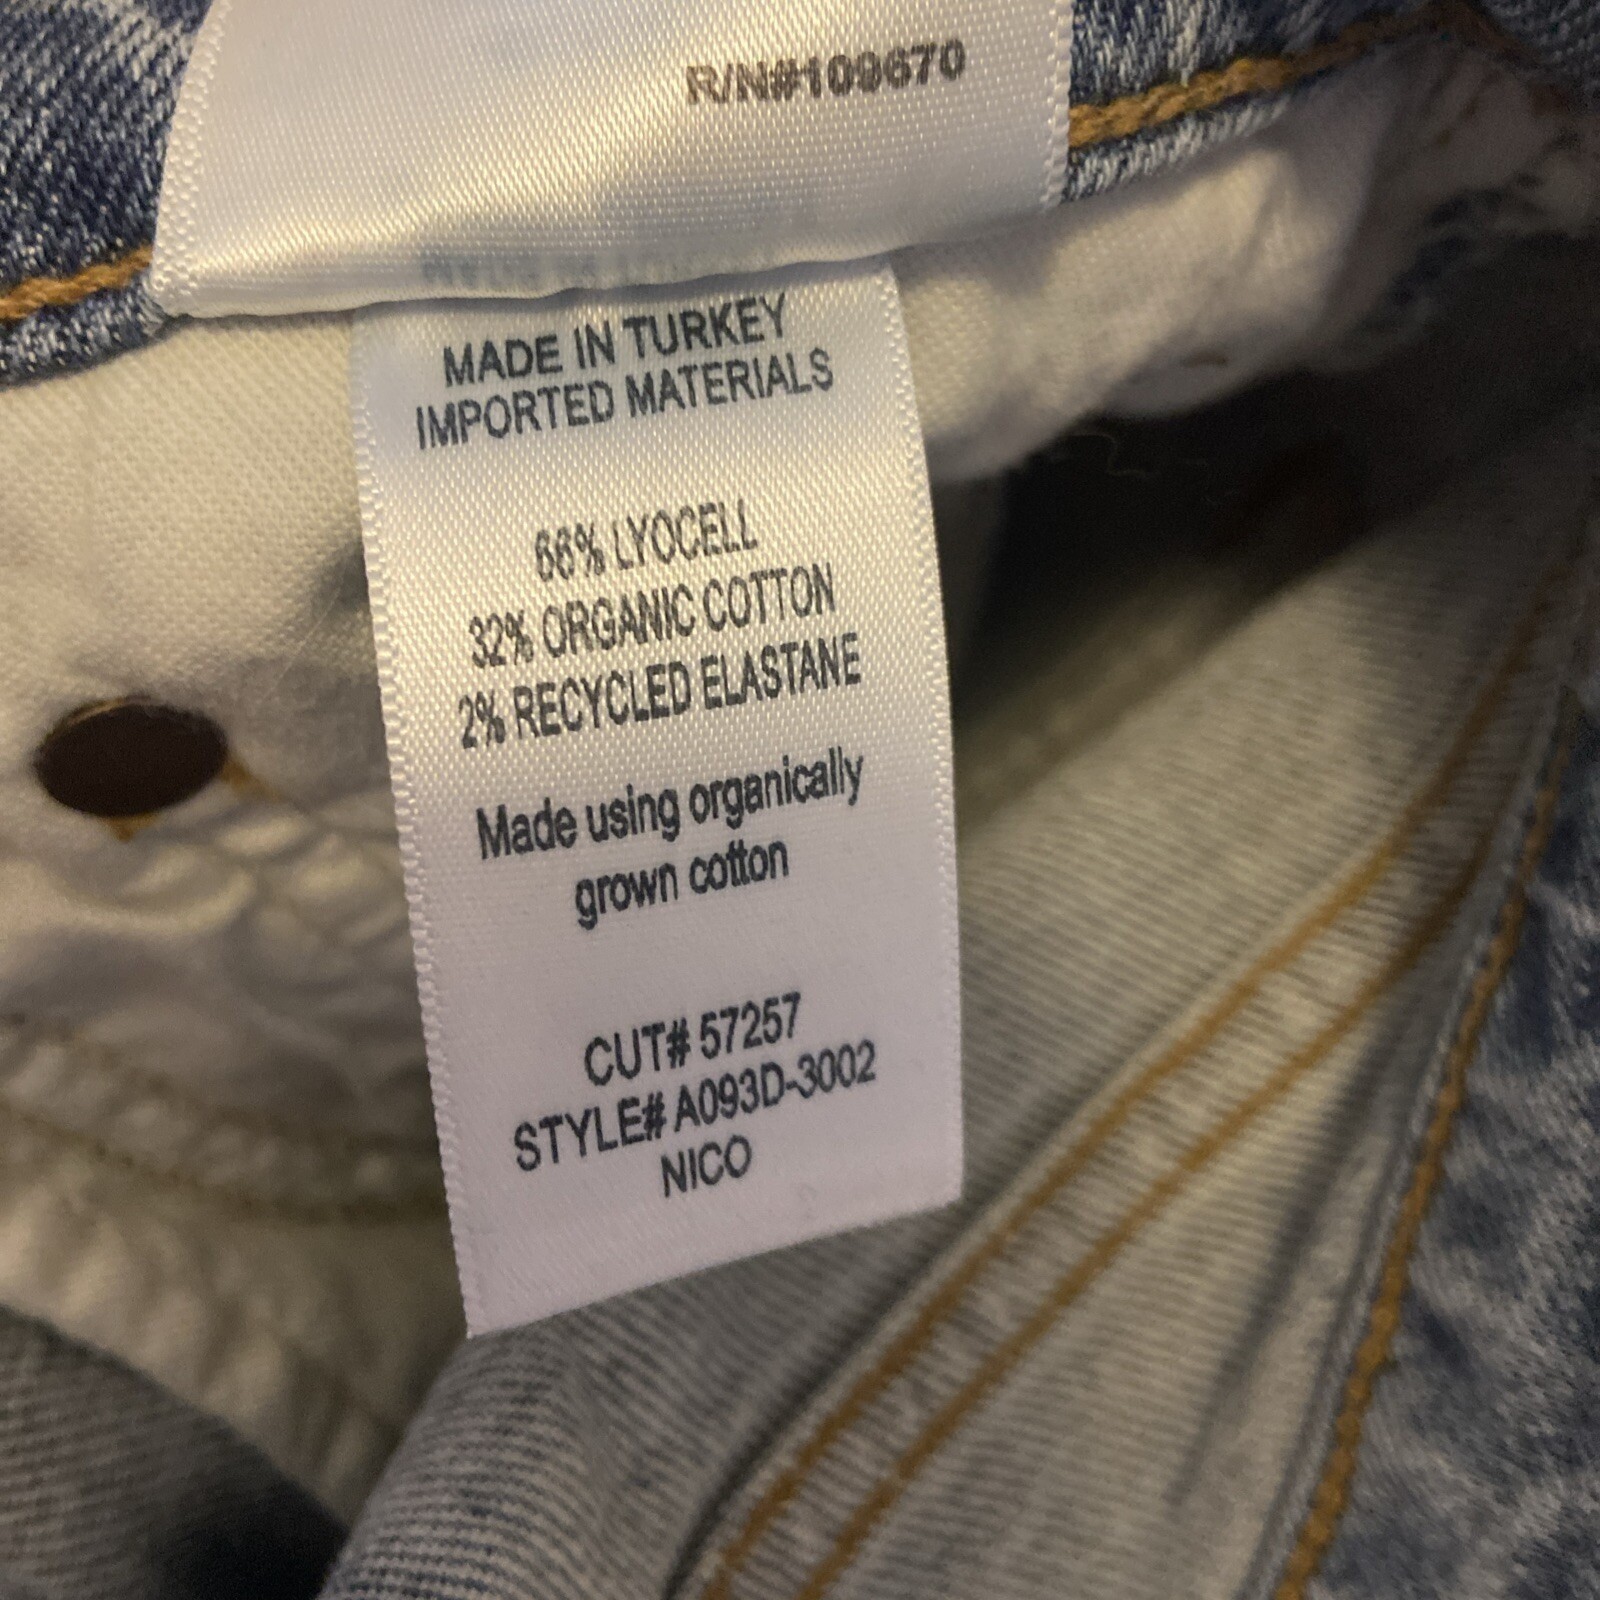 R/N#109670
MADE IN TURKEY
IMPORTED MATERIALS
66% LYOCELL
32% ORGANIC COTTON
2% RECYCLED ELASTANE
Made using organically
grown cotton
CUT# 57257
STYLE# A093D-3002
NICO